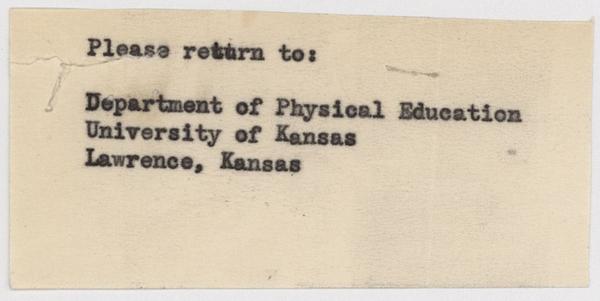 Please return to:
Department of Physical Education
University of Kansas
Lawrence, Kansas